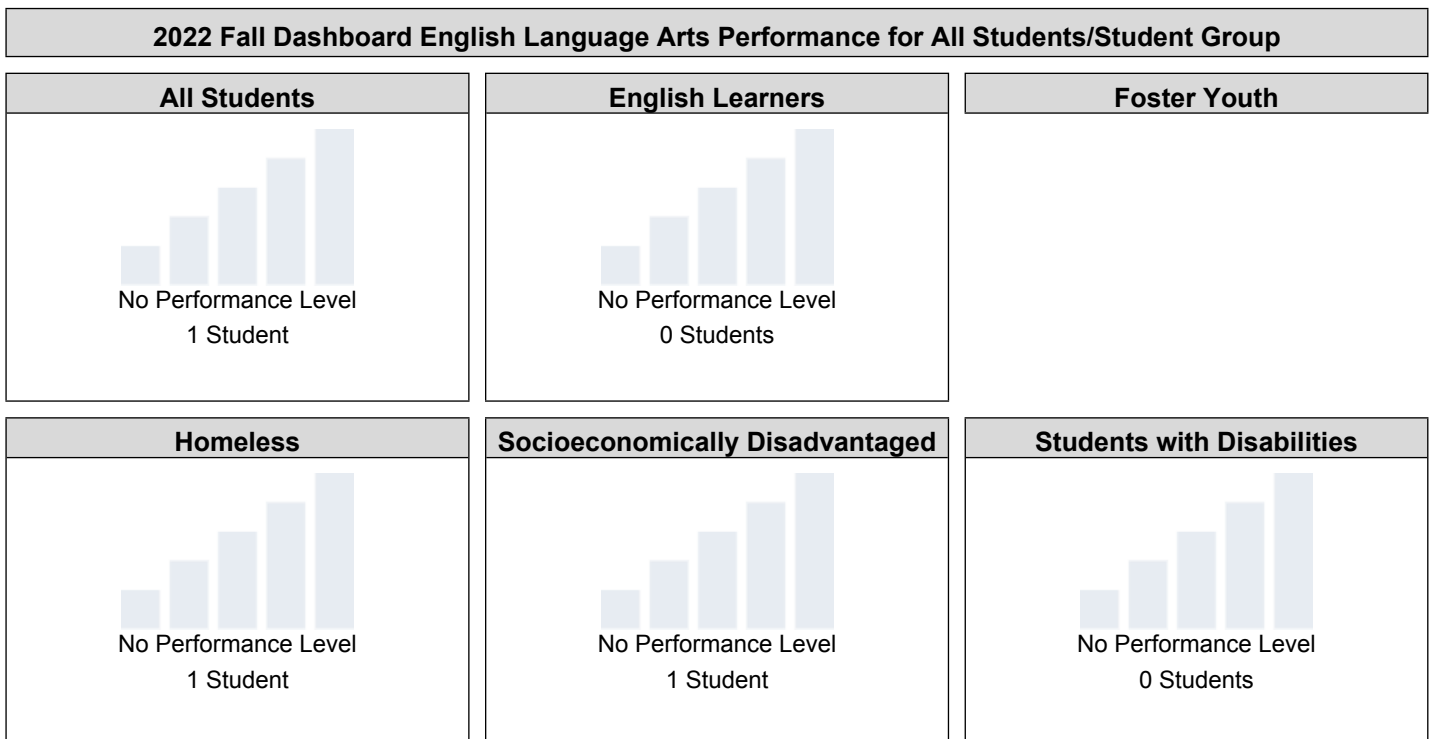 2022 Fall Dashboard English Language Arts Performance for All Students/Student Group
All Students
No Performance Level
1 Student
English Learners
No Performance Level
0 Students
Foster Youth
Homeless
No Performance Level
1 Student
Socioeconomically Disadvantaged
No Performance Level
1 Student
Students with Disabilities
No Performance Level
0 Students